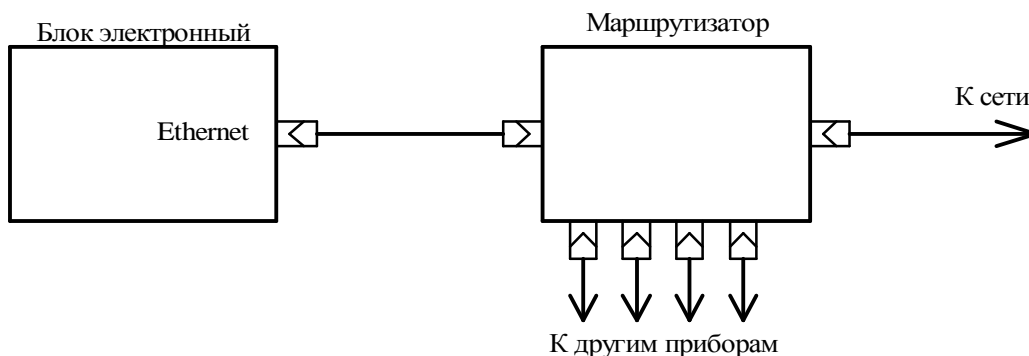 Блок электронный
Маршрутизатор
К сети
Ethernet
К другим приборам